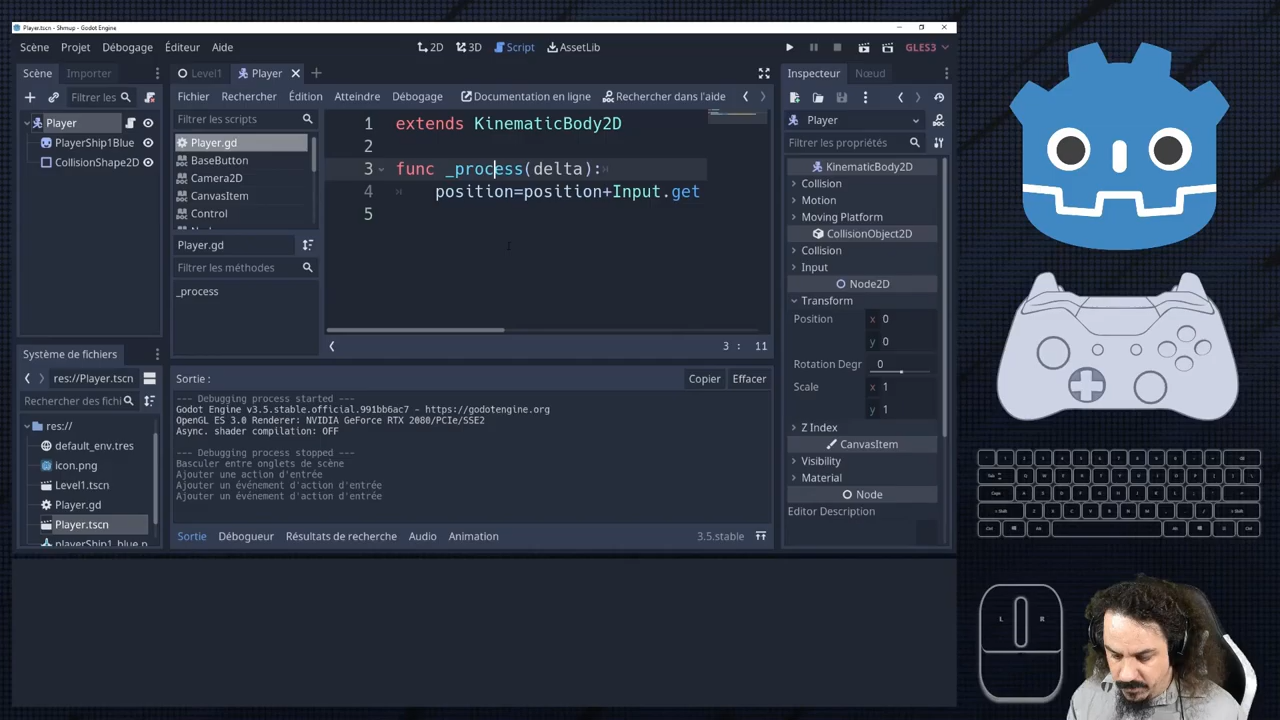 Player.tscn - Shmup - Godot Engine
Scène Projet Débogage Éditeur Aide
2D 3D Script AssetLib
GLES3
Scène Importer
Level1 Player
Inspecteur Nœud
Filtrer les
Fichier Rechercher Édition Atteindre Débogage Documentation en ligne Rechercher dans l'aide
Player
PlayerShip1Blue
CollisionShape2D
Filtrer les scripts
Player.gd
BaseButton
Camera2D
CanvasItem
Control
Player.gd
Filtrer les méthodes
_process
1 extends KinematicBody2D
2
3 func _process(delta):
4 position=position+Input.get
5
3 : 11
Player
Filtrer les propriétés
KinematicBody2D
Collision
Motion
Moving Platform
CollisionObject2D
Collision
Input
Node2D
Transform
Position x 0
y 0
Rotation Degr 0
Scale x 1
y 1
Z Index
CanvasItem
Visibility
Material
Node
Editor Description
Système de fichiers
res://Player.tscn
Rechercher des fichi
res://
default_env.tres
icon.png
Level1.tscn
Player.gd
Player.tscn
playerShip1_blue.p
Sortie : Copier Effacer
--- Debugging process started ---
Godot Engine v3.5.stable.official.991bb6ac7 - https://godotengine.org
OpenGL ES 3.0 Renderer: NVIDIA GeForce RTX 2080/PCIe/SSE2
Async. shader compilation: OFF
--- Debugging process stopped ---
Basculer entre onglets de scène
Ajouter une action d'entrée
Ajouter un événement d'action d'entrée
Ajouter un événement d'action d'entrée
Sortie Débogueur Résultats de recherche Audio Animation 3.5.stable
L R